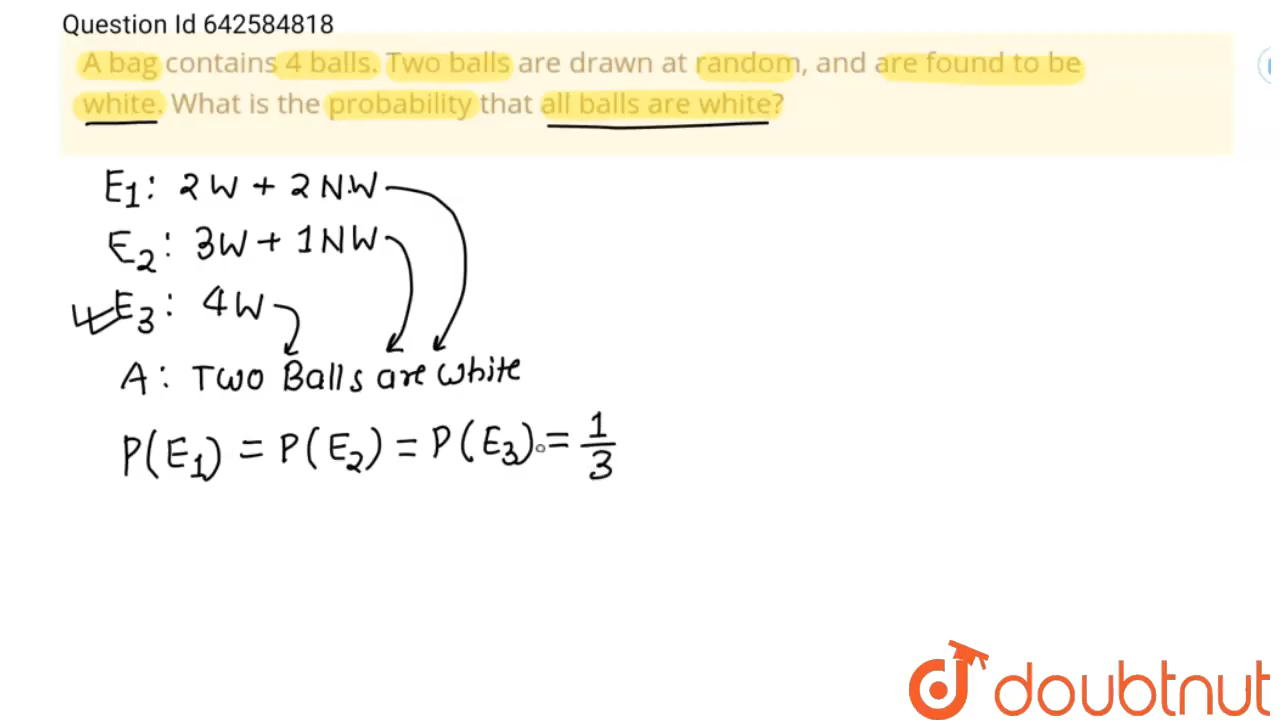 Question Id 642584818
A bag contains 4 balls. Two balls are drawn at random, and are found to be
white. What is the probability that all balls are white?
E1: 2W + 2NW
E2: 3W + 1NW
E3: 4W
A: Two Balls are white
P(E1) = P(E2) = P(E3) = 1/3
doubtnut